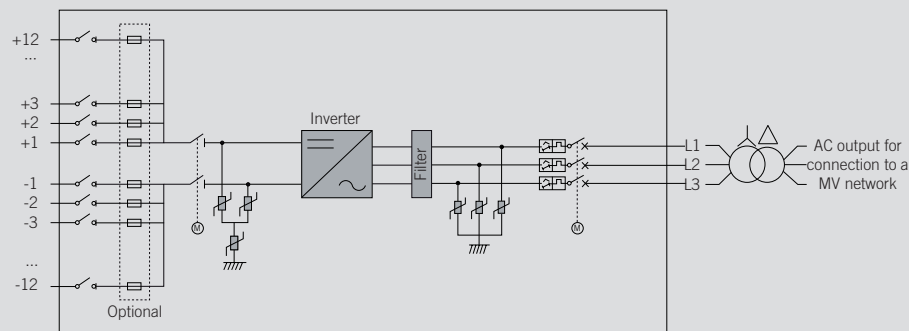 +12
...
+3
+2
+1
-1
-2
-3
...
-12
Optional
M
Inverter
Filter
M
L1
L2
L3
AC output for
connection to a
MV network